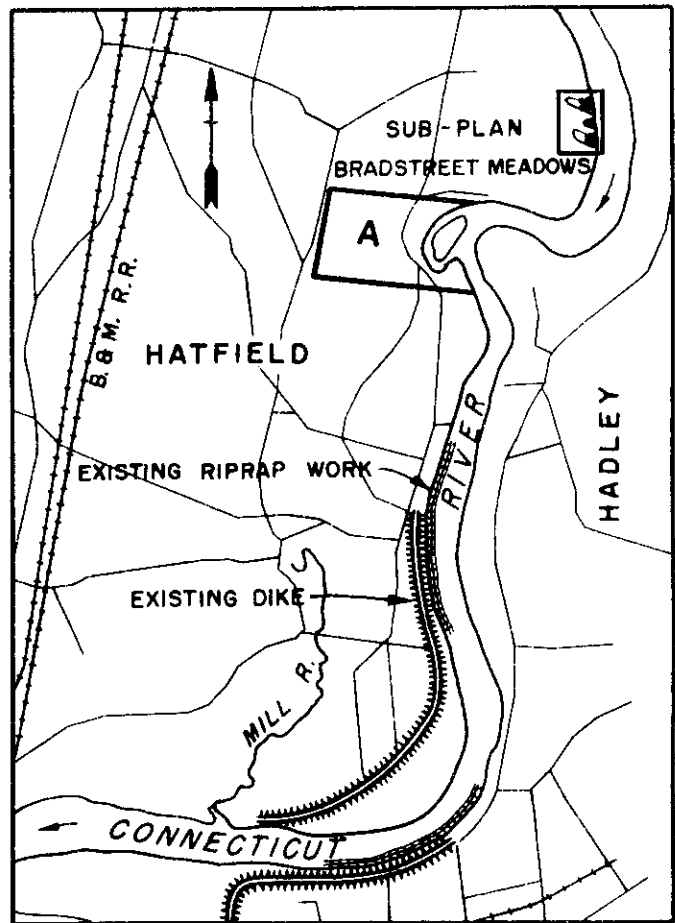 SUB-PLAN
BRADSTREET MEADOWS
A
B. & M. R.R.
HATFIELD
HADLEY
EXISTING RIPRAP WORK
RIVER
EXISTING DIKE
MILL R.
CONNECTICUT